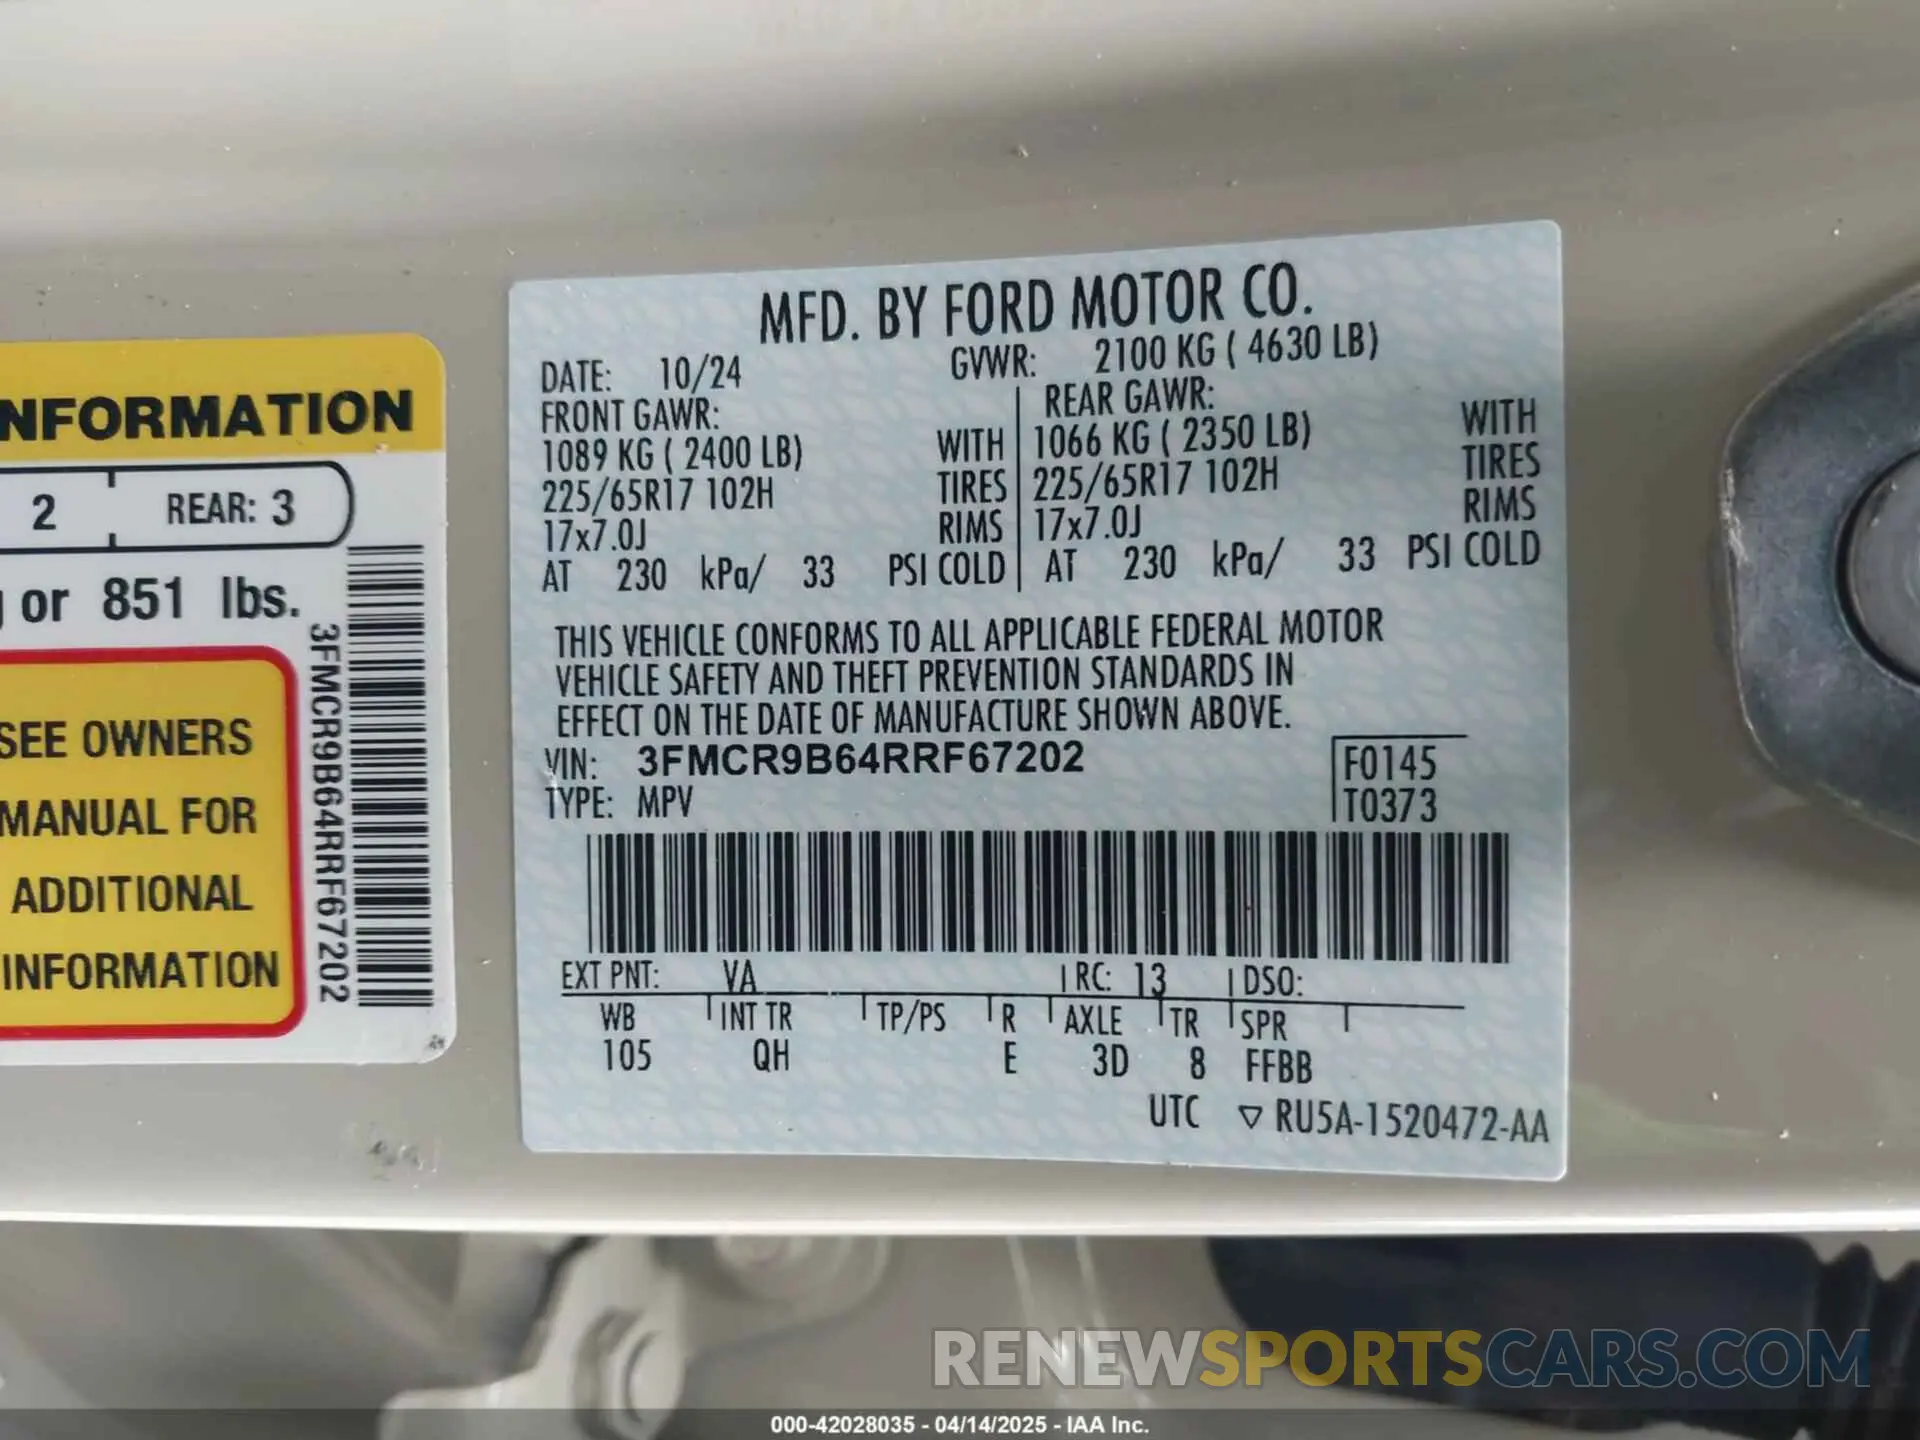 NFORMATION
2 REAR: 3
or 851 lbs.
SEE OWNERS
MANUAL FOR
ADDITIONAL
INFORMATION
3FMCR9B64RRF67202
MFD. BY FORD MOTOR CO.
DATE: 10/24 GVWR: 2100 KG ( 4630 LB)
FRONT GAWR: REAR GAWR:
1089 KG ( 2400 LB) WITH 1066 KG ( 2350 LB) WITH
225/65R17 102H TIRES 225/65R17 102H TIRES
17x7.0J RIMS 17x7.0J RIMS
AT 230 kPa/ 33 PSI COLD AT 230 kPa/ 33 PSI COLD
THIS VEHICLE CONFORMS TO ALL APPLICABLE FEDERAL MOTOR
VEHICLE SAFETY AND THEFT PREVENTION STANDARDS IN
EFFECT ON THE DATE OF MANUFACTURE SHOWN ABOVE.
VIN: 3FMCR9B64RRF67202 F0145
TYPE: MPV T0373
EXT PNT: VA RC: 13 DSO:
WB INT TR TP/PS R AXLE TR SPR
105 QH E 3D 8 FFBB
UTC ▽ RU5A-1520472-AA
RENEWSPORTSCARS.COM
000-42028035 - 04/14/2025 - IAA Inc.